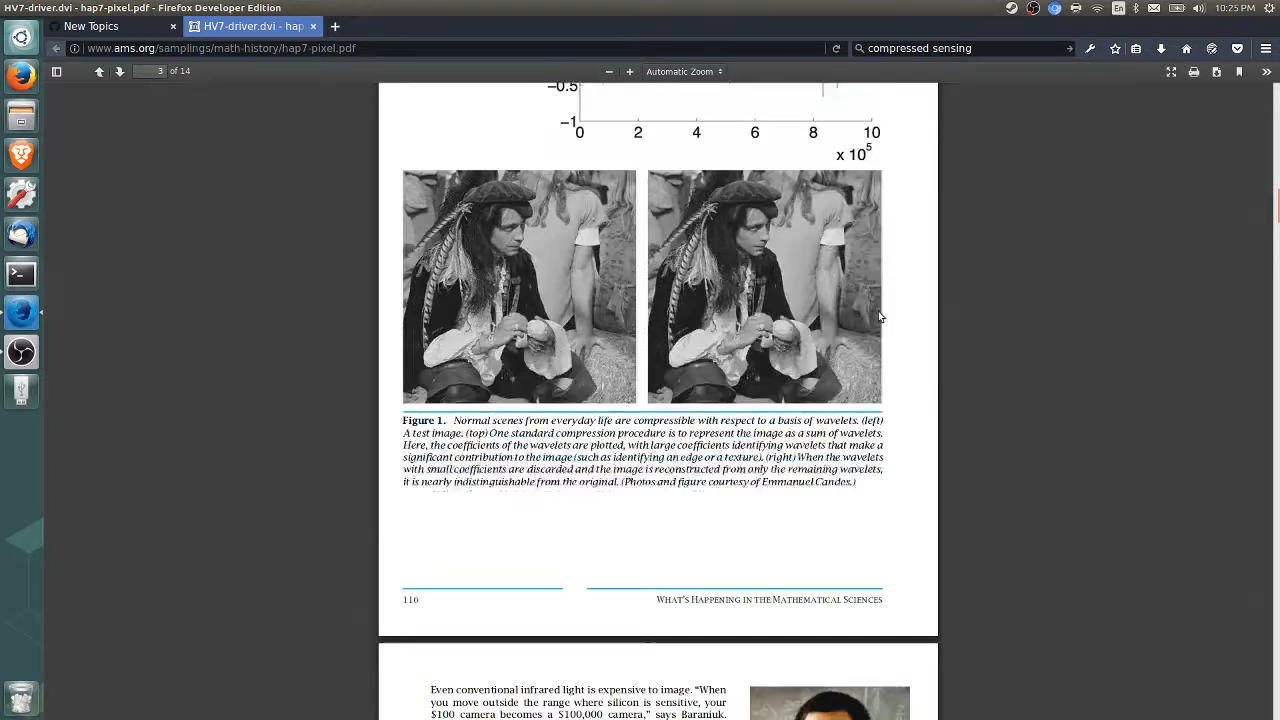 HV7-driver.dvi - hap7-pixel.pdf - Firefox Developer Edition
En
10:25 PM
New Topics
HV7-driver.dvi - hap
www.ams.org/samplings/math-history/hap7-pixel.pdf
compressed sensing
3 of 14
Automatic Zoom
−0.5
−1
0 2 4 6 8 10
x 10⁵
Figure 1. Normal scenes from everyday life are compressible with respect to a basis of wavelets. (left)
A test image. (top) One standard compression procedure is to represent the image as a sum of wavelets.
Here, the coefficients of the wavelets are plotted, with large coefficients identifying wavelets that make a
significant contribution to the image (such as identifying an edge or a texture). (right) When the wavelets
with small coefficients are discarded and the image is reconstructed from only the remaining wavelets,
it is nearly indistinguishable from the original. (Photos and figure courtesy of Emmanuel Candes.)
116
WHAT'S HAPPENING IN THE MATHEMATICAL SCIENCES
Even conventional infrared light is expensive to image. “When
you move outside the range where silicon is sensitive, your
$100 camera becomes a $100,000 camera,” says Baraniuk.